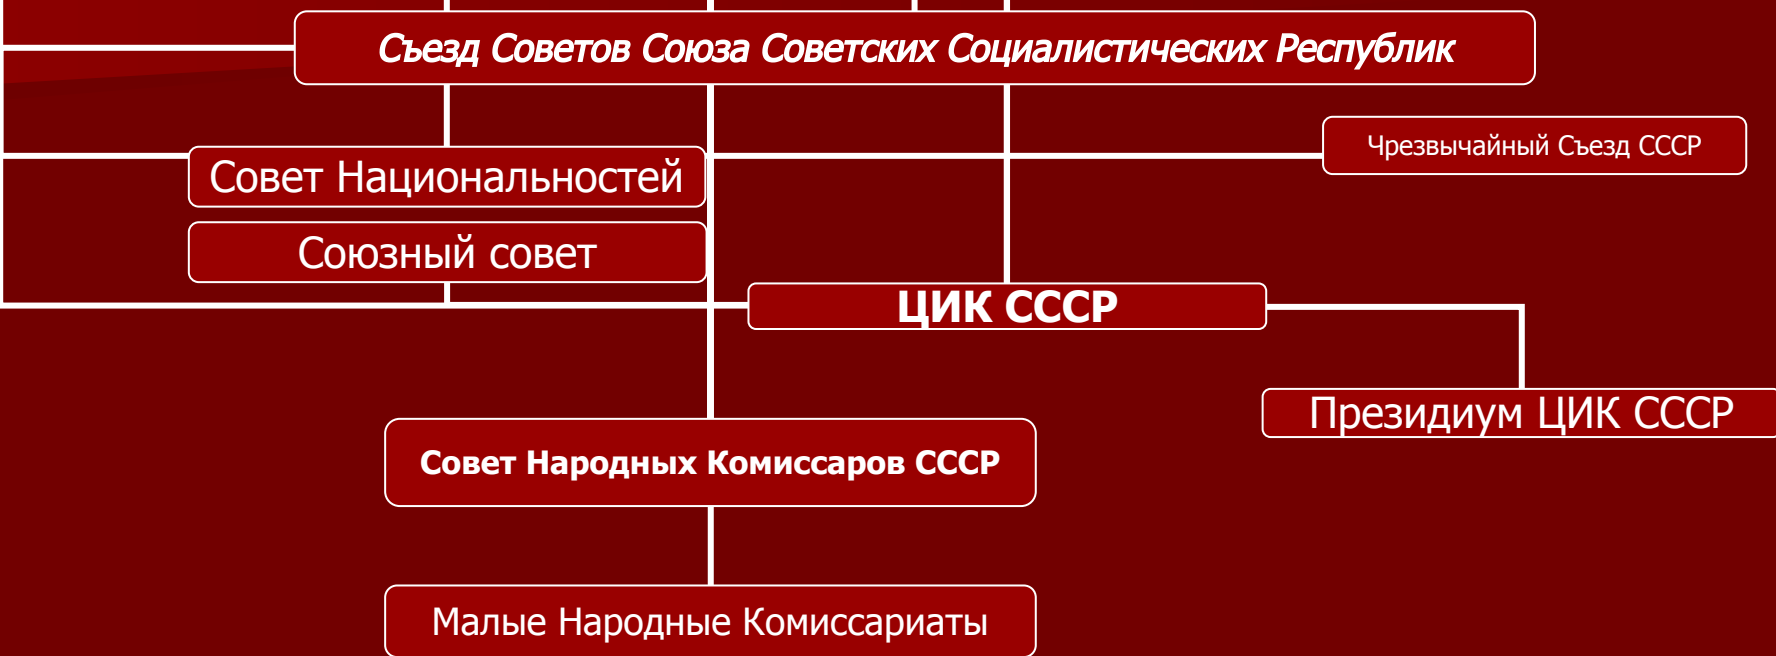 Съезд Советов Союза Советских Социалистических Республик
Чрезвычайный Съезд СССР
Совет Национальностей
Союзный совет
ЦИК СССР
Президиум ЦИК СССР
Совет Народных Комиссаров СССР
Малые Народные Комиссариаты